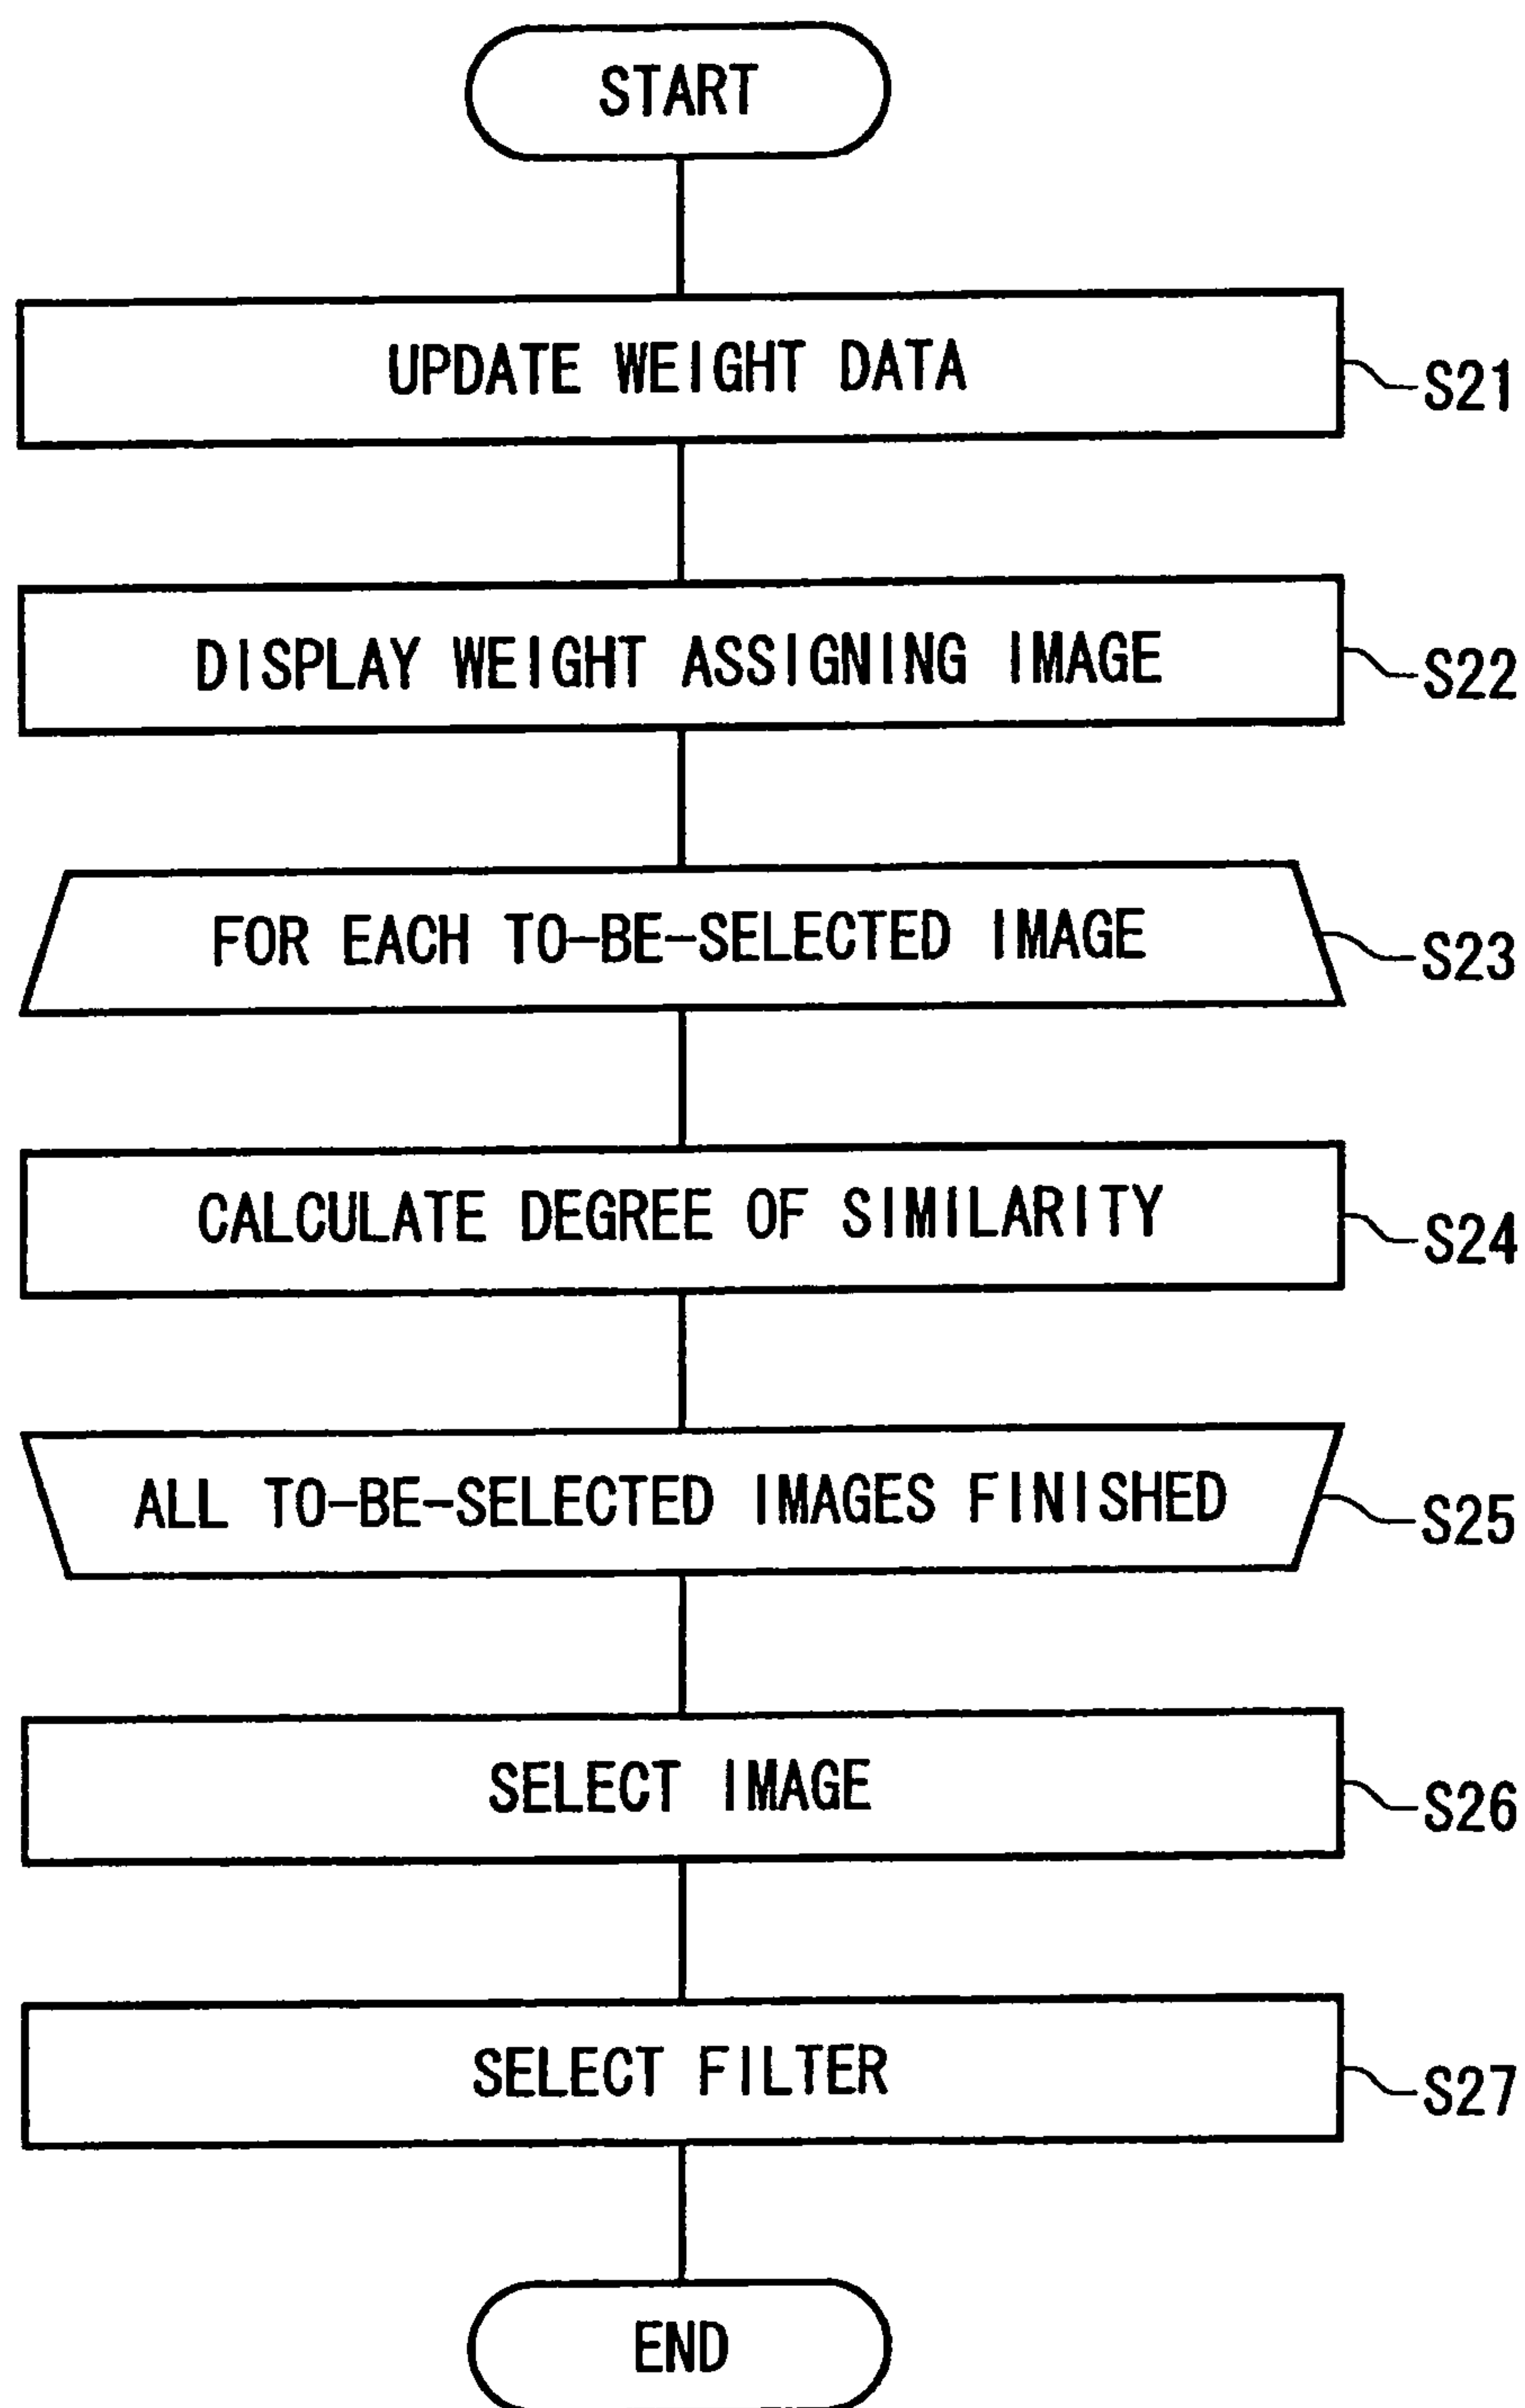 START
UPDATE WEIGHT DATA
S21
DISPLAY WEIGHT ASSIGNING IMAGE
S22
FOR EACH TO-BE-SELECTED IMAGE
S23
CALCULATE DEGREE OF SIMILARITY
S24
ALL TO-BE-SELECTED IMAGES FINISHED
S25
SELECT IMAGE
S26
SELECT FILTER
S27
END